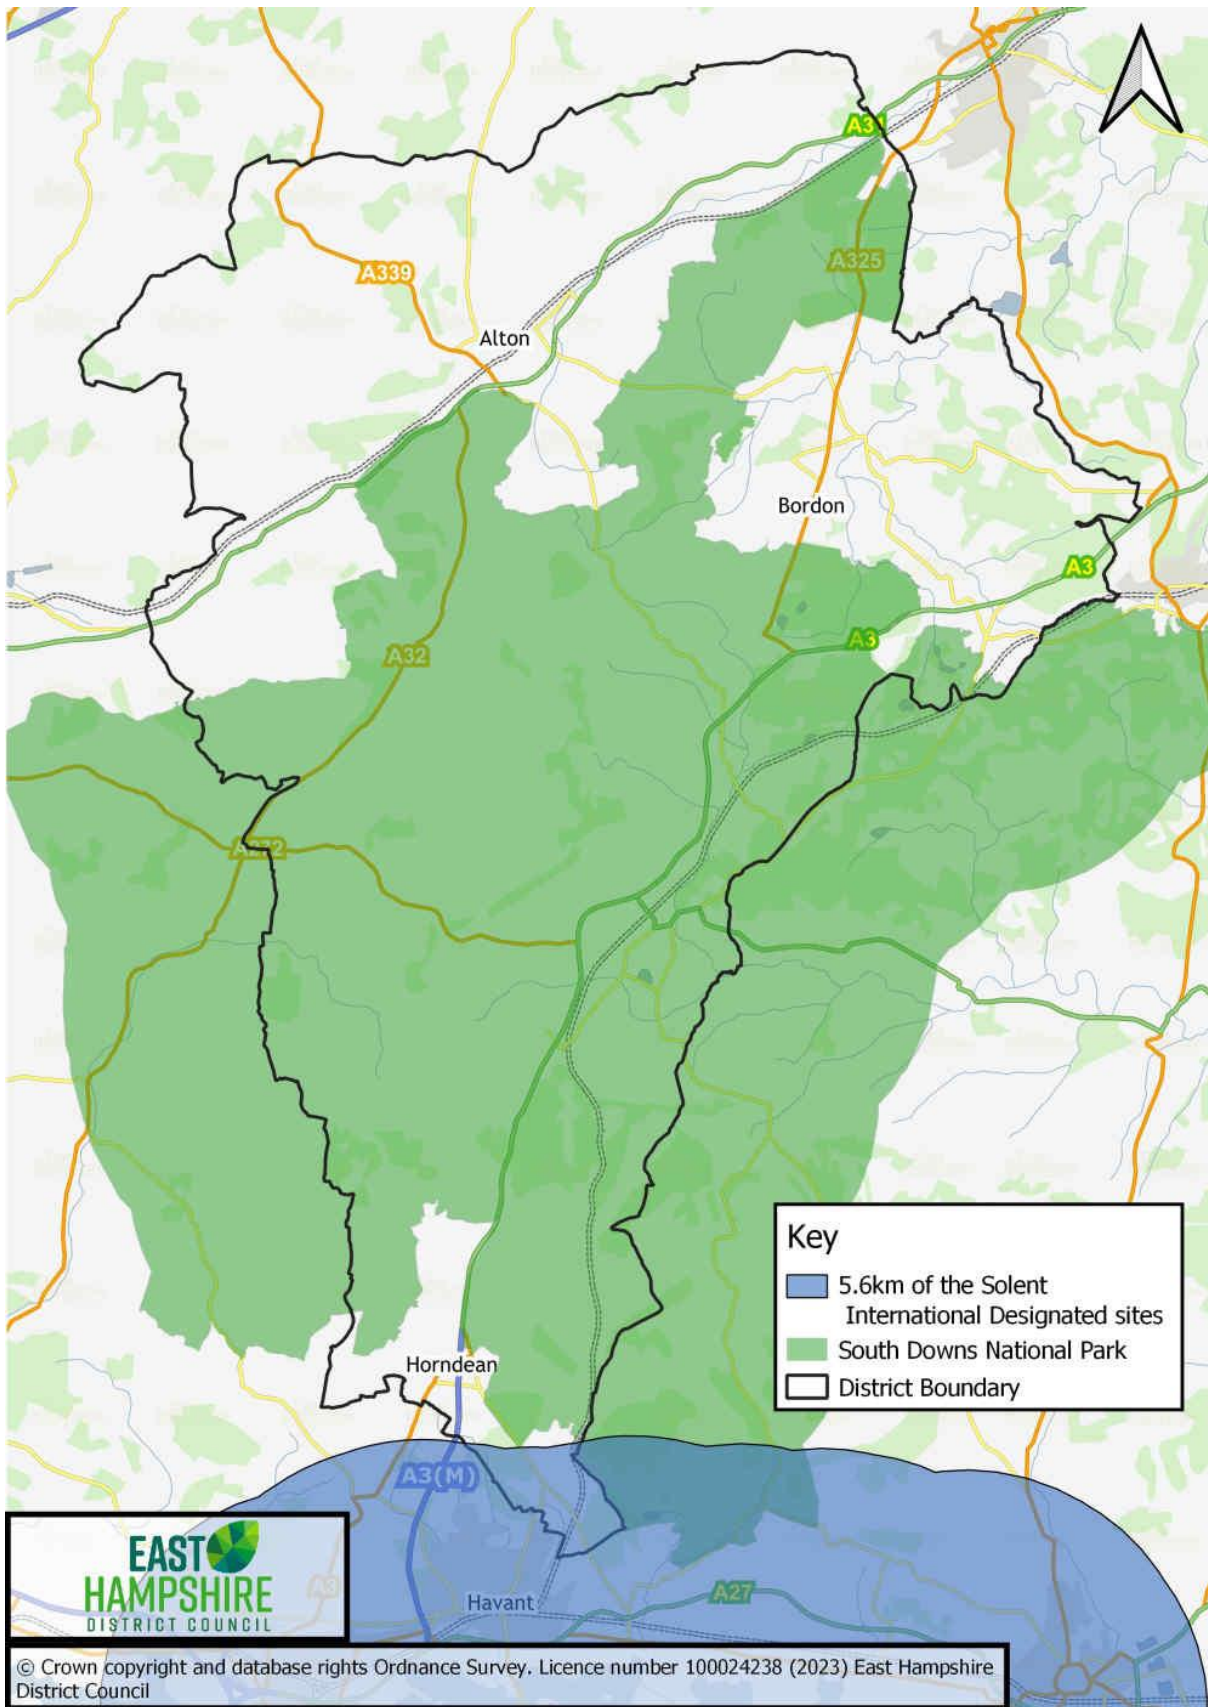 A31
A325
A339
Alton
Bordon
A3
A3
A32
A272
Key
5.6km of the Solent
International Designated sites
South Downs National Park
District Boundary
Horndean
A3(M)
EAST
HAMPSHIRE
DISTRICT COUNCIL
A3
Havant
A27
© Crown copyright and database rights Ordnance Survey. Licence number 100024238 (2023) East Hampshire
District Council